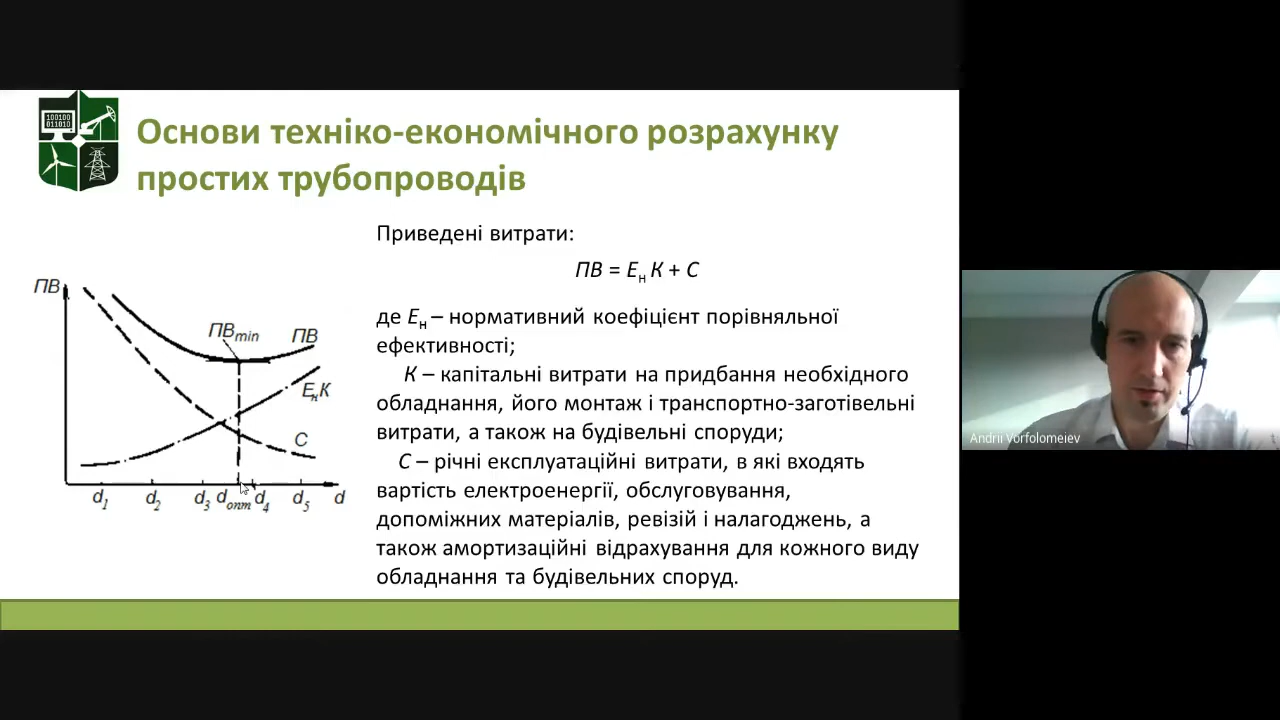 100100
011010
Основи техніко-економічного розрахунку
простих трубопроводів
Приведені витрати:
ПВ = Ен К + С
де Ен – нормативний коефіцієнт порівняльної
ефективності;
К – капітальні витрати на придбання необхідного
обладнання, його монтаж і транспортно-заготівельні
витрати, а також на будівельні споруди;
С – річні експлуатаційні витрати, в які входять
вартість електроенергії, обслуговування,
допоміжних матеріалів, ревізій і налагоджень, а
також амортизаційні відрахування для кожного виду
обладнання та будівельних споруд.
ПВ
ПВmin
ПВ
ЕнК
С
d1 d2 d3 dопт d4 d5 d
Andrii Vorfolomeiev